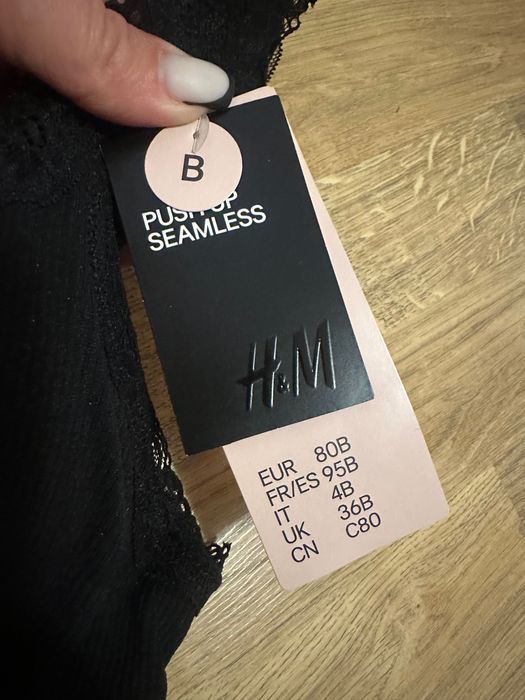 B
PUSH-UP
SEAMLESS
H&M
EUR 80B
FR/ES 95B
IT 4B
UK 36B
CN C80